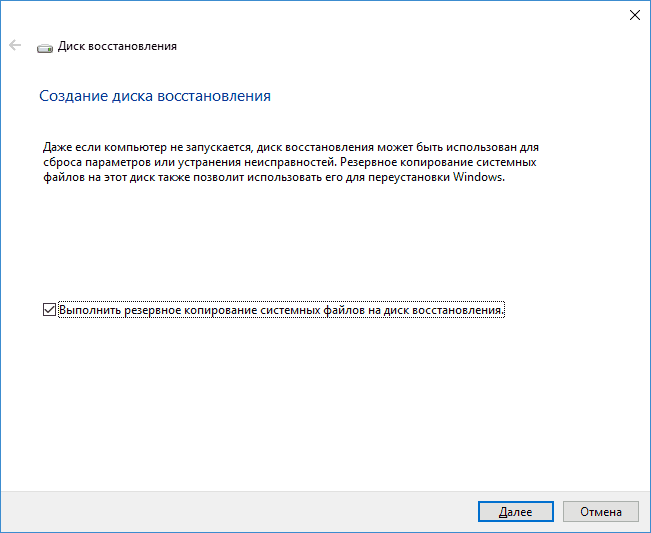 Диск восстановления
Создание диска восстановления
Даже если компьютер не запускается, диск восстановления может быть использован для
сброса параметров или устранения неисправностей. Резервное копирование системных
файлов на этот диск также позволит использовать его для переустановки Windows.
Выполнить резервное копирование системных файлов на диск восстановления.
Далее
Отмена